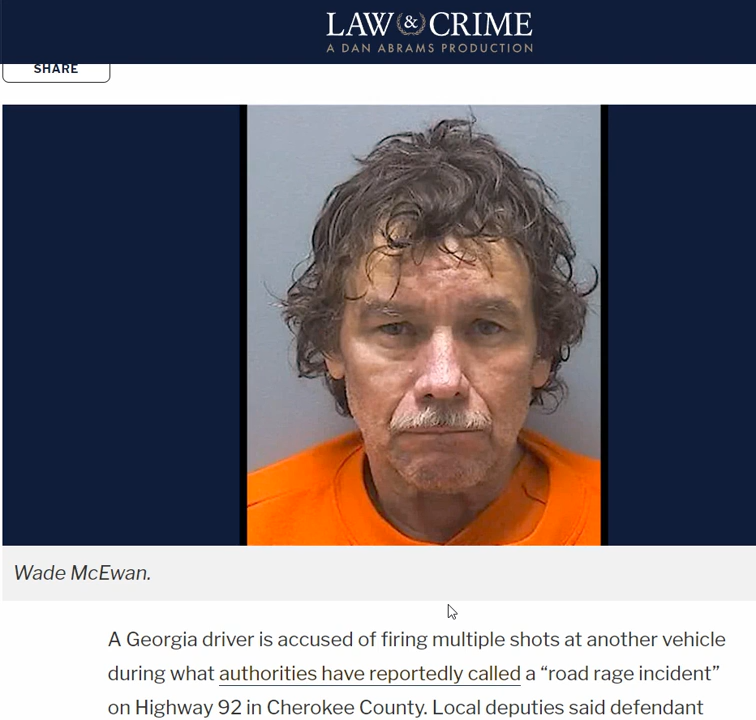 LAW & CRIME
A DAN ABRAMS PRODUCTION
SHARE
Wade McEwan.
A Georgia driver is accused of firing multiple shots at another vehicle
during what authorities have reportedly called a “road rage incident”
on Highway 92 in Cherokee County. Local deputies said defendant